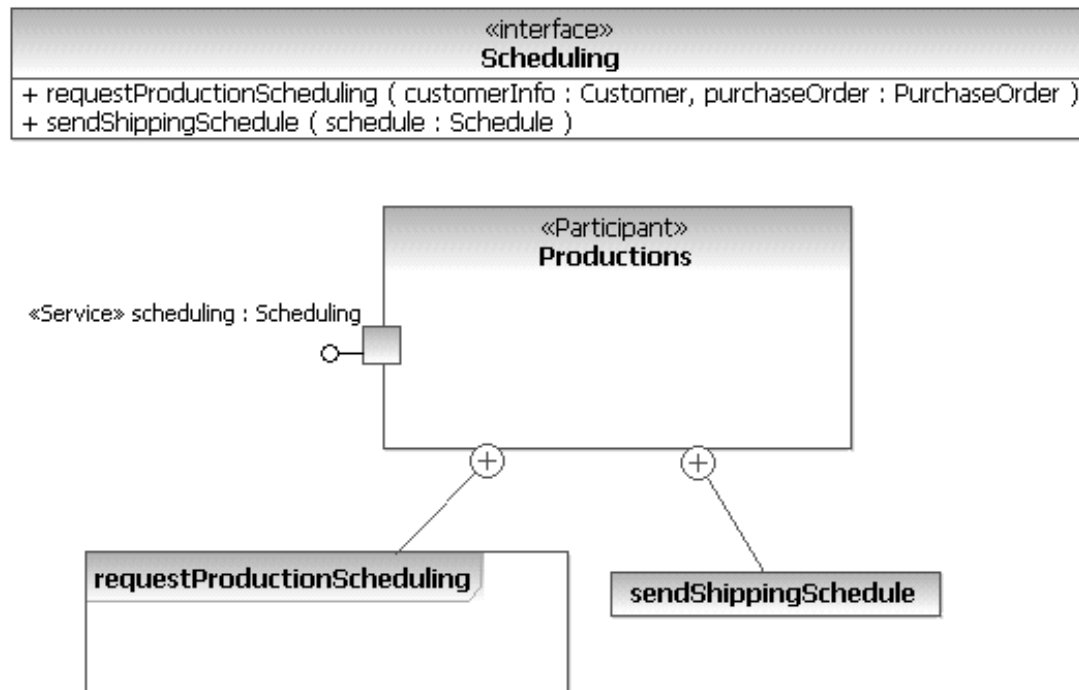 «interface»
Scheduling
+ requestProductionScheduling ( customerInfo : Customer, purchaseOrder : PurchaseOrder )
+ sendShippingSchedule ( schedule : Schedule )
«Participant»
Productions
«Service» scheduling : Scheduling
requestProductionScheduling
sendShippingSchedule